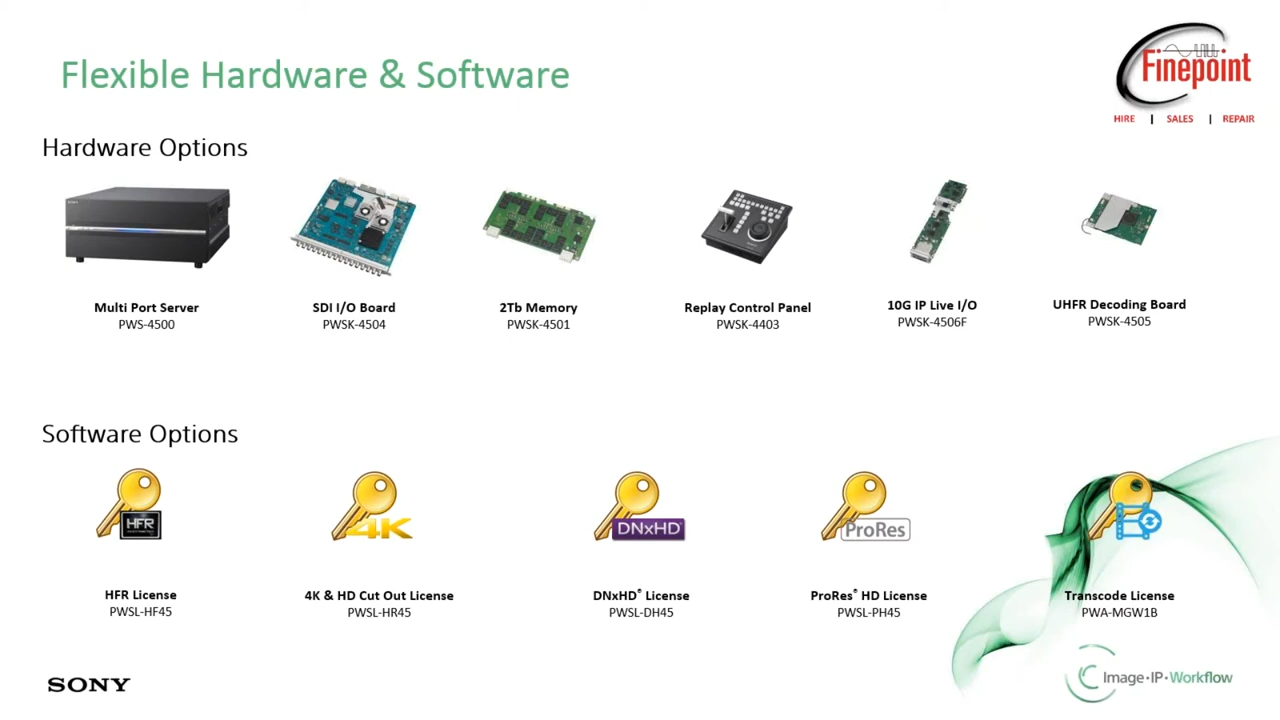 Flexible Hardware & Software
Finepoint
HIRE | SALES | REPAIR
Hardware Options
SONY
Multi Port Server
PWS-4500
SDI I/O Board
PWSK-4504
2Tb Memory
PWSK-4501
Replay Control Panel
PWSK-4403
10G IP Live I/O
PWSK-4506F
UHFR Decoding Board
PWSK-4505
Software Options
HFR
4K
DNxHD
ProRes
HFR License
PWSL-HF45
4K & HD Cut Out License
PWSL-HR45
DNxHD® License
PWSL-DH45
ProRes® HD License
PWSL-PH45
Transcode License
PWA-MGW1B
SONY
Image•IP•Workflow